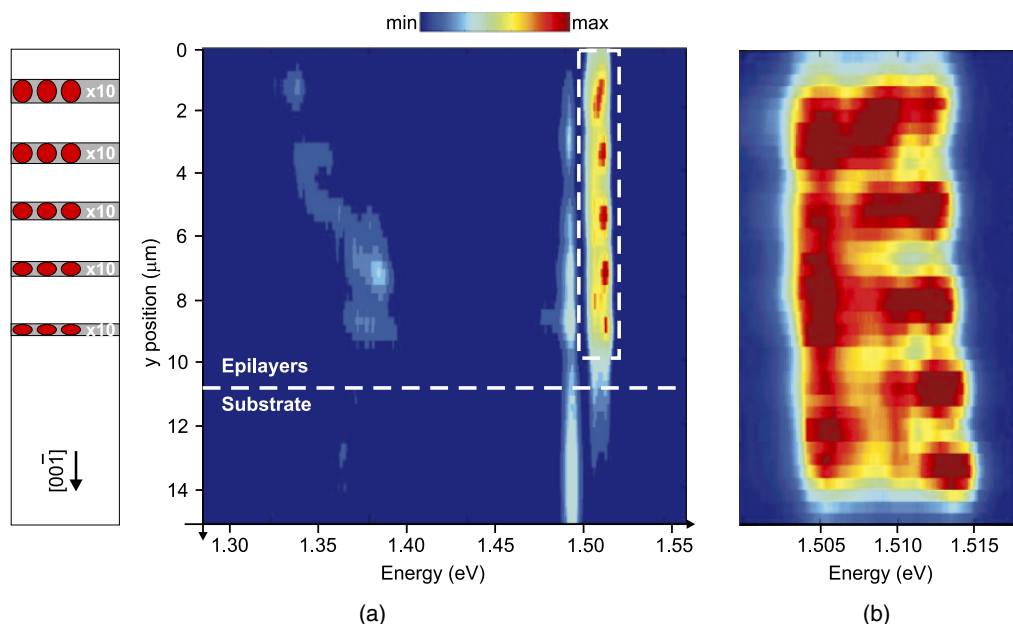 min max
x10
x10
x10
x10
x10
[001̄]
y position (µm)
0
2
4
6
8
10
12
14
Epilayers
Substrate
1.30 1.35 1.40 1.45 1.50 1.55
Energy (eV)
(a)
1.505 1.510 1.515
Energy (eV)
(b)